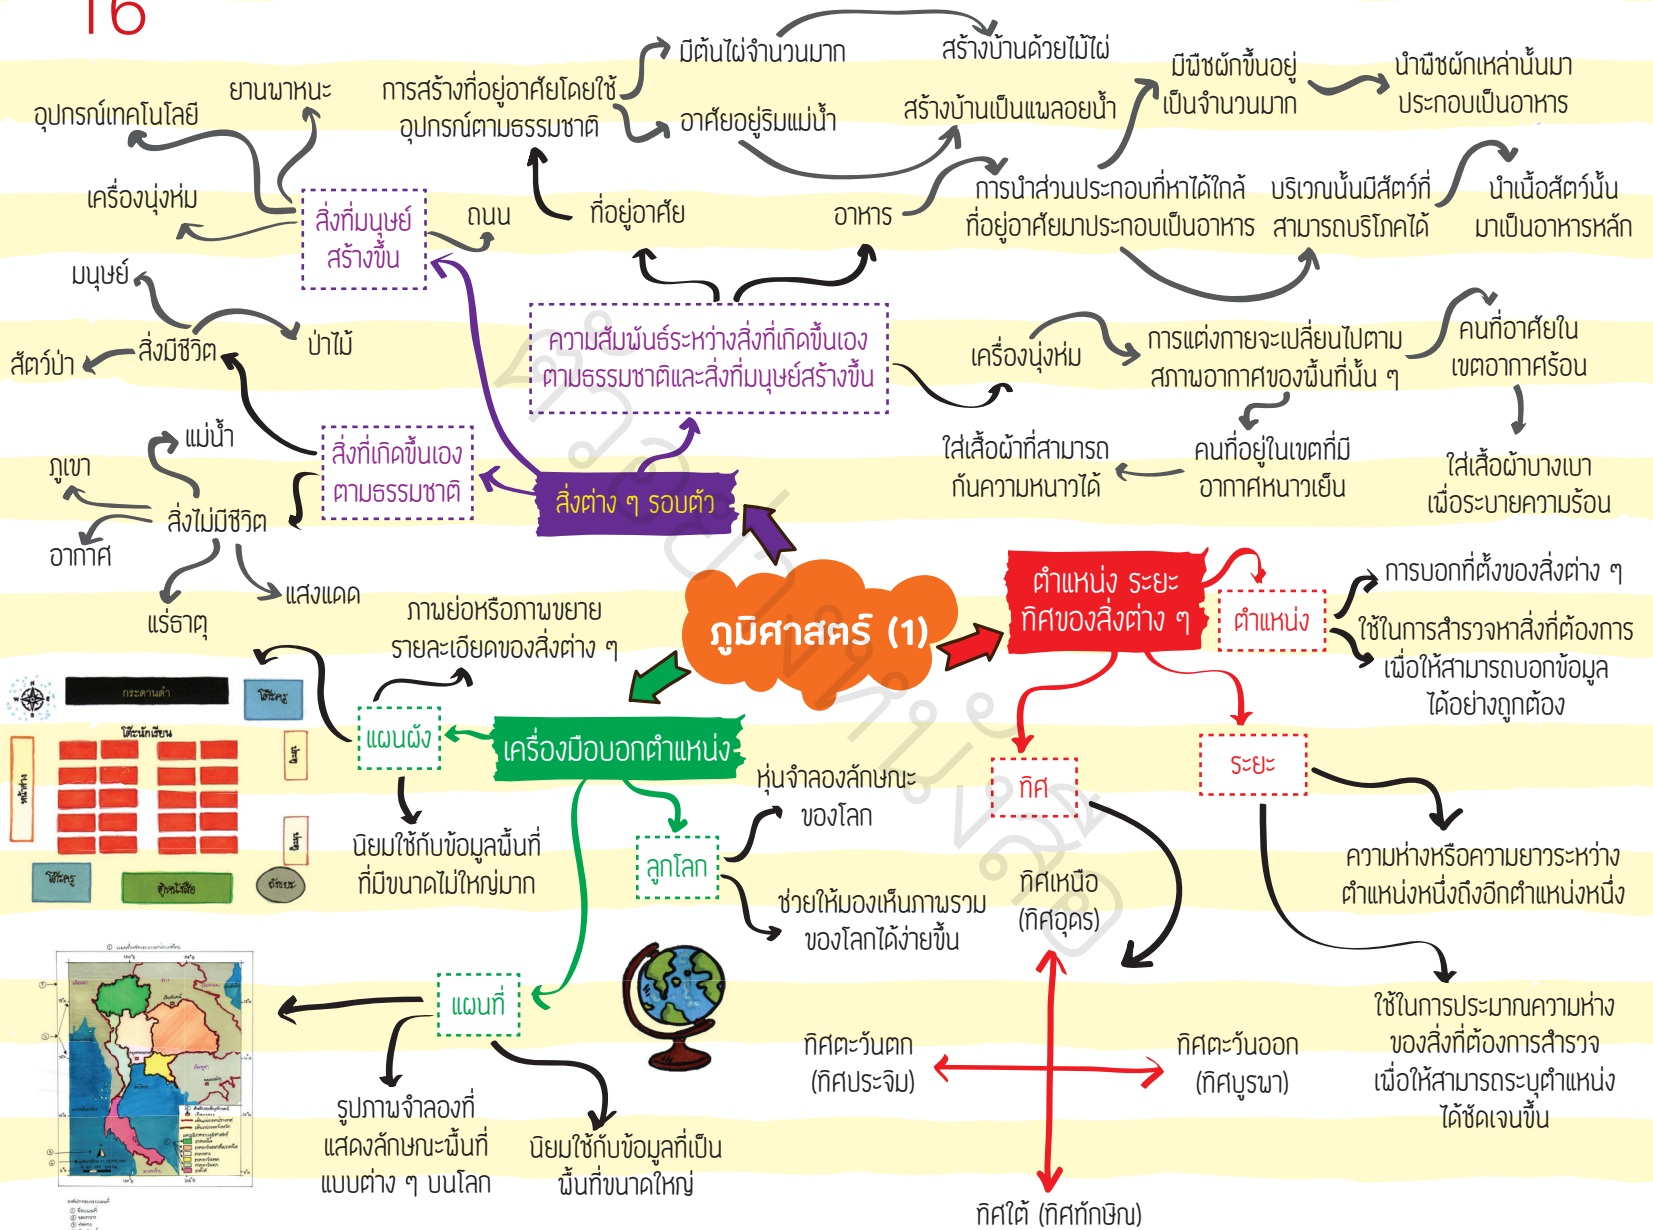 16
มีต้นไผ่จำนวนมาก
สร้างบ้านด้วยไม้ไผ่
มีพืชผักขึ้นอยู่
เป็นจำนวนมาก
นำพืชผักเหล่านั้นมา
ประกอบเป็นอาหาร
ยานพาหนะ
อุปกรณ์เทคโนโลยี
การสร้างที่อยู่อาศัยโดยใช้
อุปกรณ์ตามธรรมชาติ
อาศัยอยู่ริมแม่น้ำ
สร้างบ้านเป็นแพลอยน้ำ
เครื่องนุ่งห่ม
สิ่งที่มนุษย์
สร้างขึ้น
ถนน
ที่อยู่อาศัย
อาหาร
การนำส่วนประกอบที่หาได้ใกล้
ที่อยู่อาศัยมาประกอบเป็นอาหาร
บริเวณนั้นมีสัตว์ที่
สามารถบริโภคได้
นำเนื้อสัตว์นั้น
มาเป็นอาหารหลัก
มนุษย์
สิ่งมีชีวิต
ป่าไม้
สัตว์ป่า
ความสัมพันธ์ระหว่างสิ่งที่เกิดขึ้นเอง
ตามธรรมชาติและสิ่งที่มนุษย์สร้างขึ้น
เครื่องนุ่งห่ม
การแต่งกายจะเปลี่ยนไปตาม
สภาพอากาศของพื้นที่นั้น ๆ
คนที่อาศัยใน
เขตอากาศร้อน
แม่น้ำ
ภูเขา
สิ่งไม่มีชีวิต
อากาศ
แร่ธาตุ
แสงแดด
สิ่งที่เกิดขึ้นเอง
ตามธรรมชาติ
สิ่งต่าง ๆ รอบตัว
ใส่เสื้อผ้าที่สามารถ
กันความหนาวได้
คนที่อยู่ในเขตที่มี
อากาศหนาวเย็น
ใส่เสื้อผ้าบางเบา
เพื่อระบายความร้อน
ภูมิศาสตร์ (1)
ตำแหน่ง ระยะ
ทิศของสิ่งต่าง ๆ
ตำแหน่ง
การบอกที่ตั้งของสิ่งต่าง ๆ
ใช้ในการสำรวจหาสิ่งที่ต้องการ
เพื่อให้สามารถบอกข้อมูล
ได้อย่างถูกต้อง
ภาพย่อหรือภาพขยาย
รายละเอียดของสิ่งต่าง ๆ
แผนผัง
เครื่องมือบอกตำแหน่ง
นิยมใช้กับข้อมูลพื้นที่
ที่มีขนาดไม่ใหญ่มาก
N
W E
S
กระดานดำ
โต๊ะครู
โต๊ะนักเรียน
หน้าต่าง
ประตู
ประตู
โต๊ะครู
ตู้หนังสือ
ถังขยะ
ลูกโลก
หุ่นจำลองลักษณะ
ของโลก
ช่วยให้มองเห็นภาพรวม
ของโลกได้ง่ายขึ้น
ทิศ
ระยะ
ความห่างหรือความยาวระหว่าง
ตำแหน่งหนึ่งถึงอีกตำแหน่งหนึ่ง
ใช้ในการประมาณความห่าง
ของสิ่งที่ต้องการสำรวจ
เพื่อให้สามารถระบุตำแหน่ง
ได้ชัดเจนขึ้น
ทิศเหนือ
(ทิศอุดร)
ทิศตะวันตก
(ทิศประจิม)
ทิศตะวันออก
(ทิศบูรพา)
ทิศใต้ (ทิศทักษิณ)
แผนที่
รูปภาพจำลองที่
แสดงลักษณะพื้นที่
แบบต่าง ๆ บนโลก
นิยมใช้กับข้อมูลที่เป็น
พื้นที่ขนาดใหญ่
ตัวอย่างหนังสือ